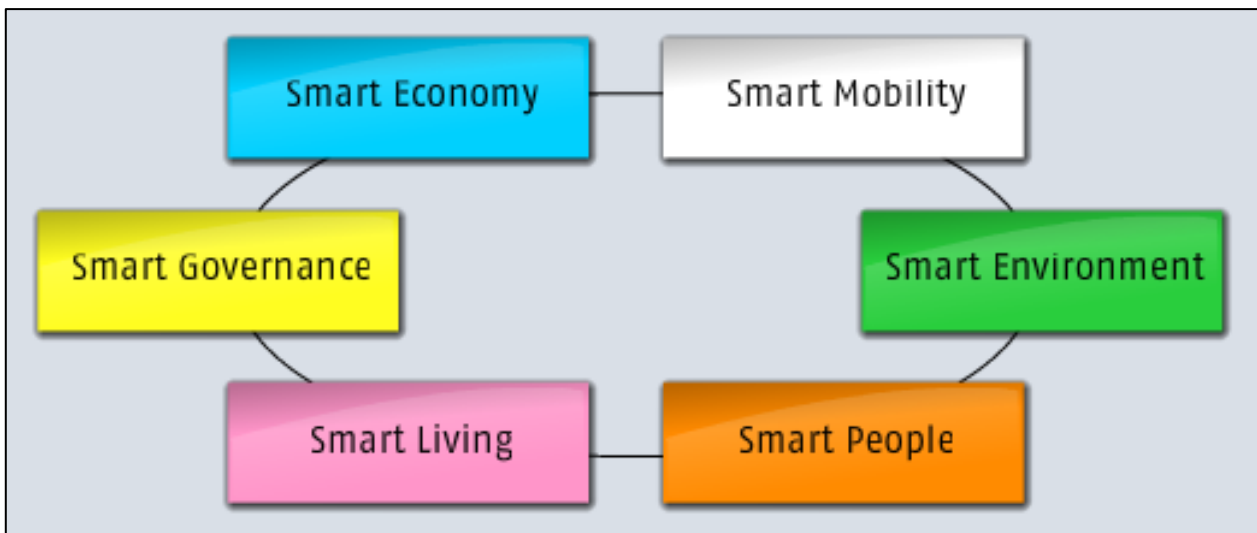 Smart Economy
Smart Mobility
Smart Governance
Smart Environment
Smart Living
Smart People